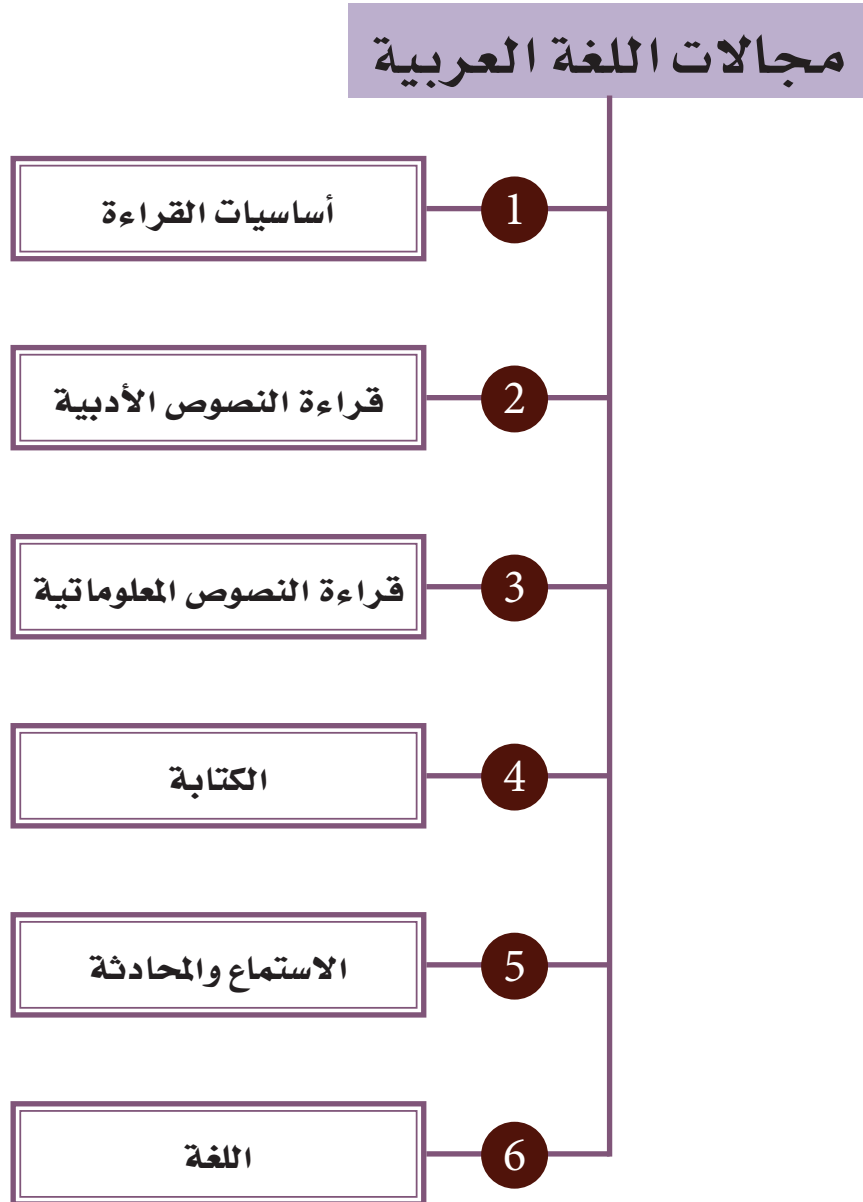 مجالات اللغة العربية
1 أساسيات القراءة
2 قراءة النصوص الأدبية
3 قراءة النصوص المعلوماتية
4 الكتابة
5 الاستماع والمحادثة
6 اللغة